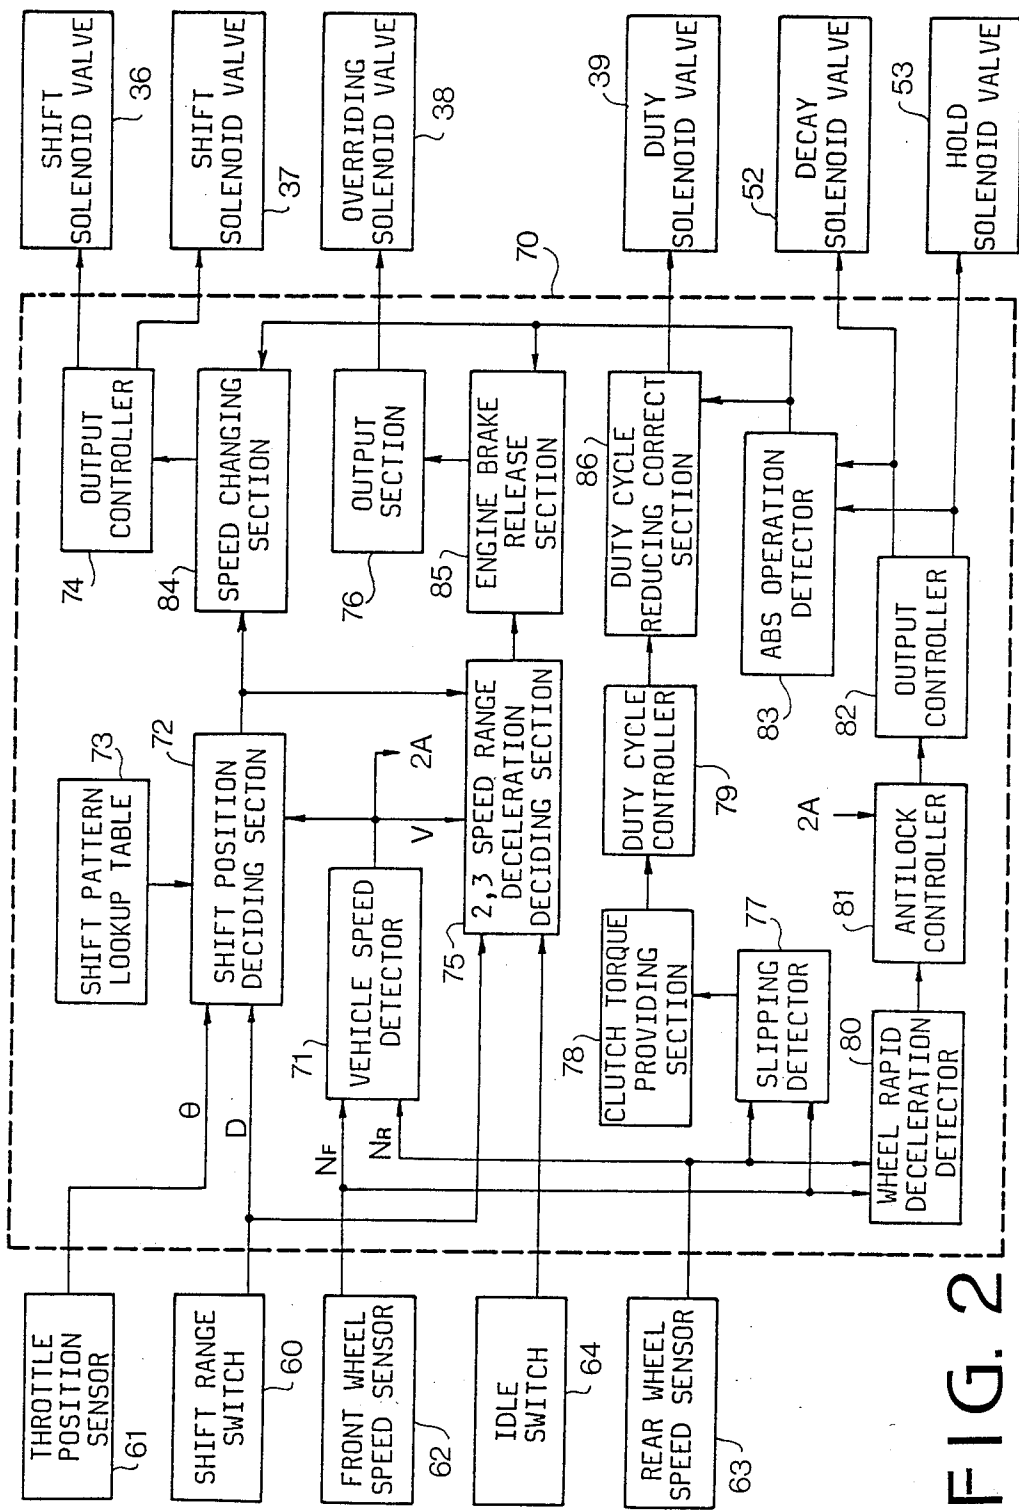 THROTTLE
POSITION
SENSOR
61
SHIFT RANGE
SWITCH
60
FRONT WHEEL
SPEED SENSOR
62
IDLE
SWITCH
64
REAR WHEEL
SPEED SENSOR
63
θ
D
NF
NR
SHIFT PATTERN
LOOKUP TABLE
73
SHIFT POSITION
DECIDING SECTON
72
VEHICLE SPEED
DETECTOR
71
2A
V
2,3 SPEED RANGE
DECELERATION
DECIDING SECTION
75
CLUTCH TORQUE
PROVIDING
SECTION
78
SLIPPING
DETECTOR
77
WHEEL RAPID
DECELERATION
DETECTOR
80
DUTY CYCLE
CONTROLLER
79
2A
ANTILOCK
CONTROLLER
81
OUTPUT
CONTROLLER
74
SPEED CHANGING
SECTION
84
OUTPUT
SECTION
76
ENGINE BRAKE
RELEASE
SECTION
85
DUTY CYCLE
REDUCING CORRECT
SECTION
86
ABS OPERATION
DETECTOR
83
OUTPUT
CONTROLLER
82
70
SHIFT
SOLENOID VALVE
36
SHIFT
SOLENOID VALVE
37
OVERRIDING
SOLENOID VALVE
38
DUTY
SOLENOID VALVE
39
DECAY
SOLENOID VALVE
52
HOLD
SOLENOID VALVE
53
FIG. 2